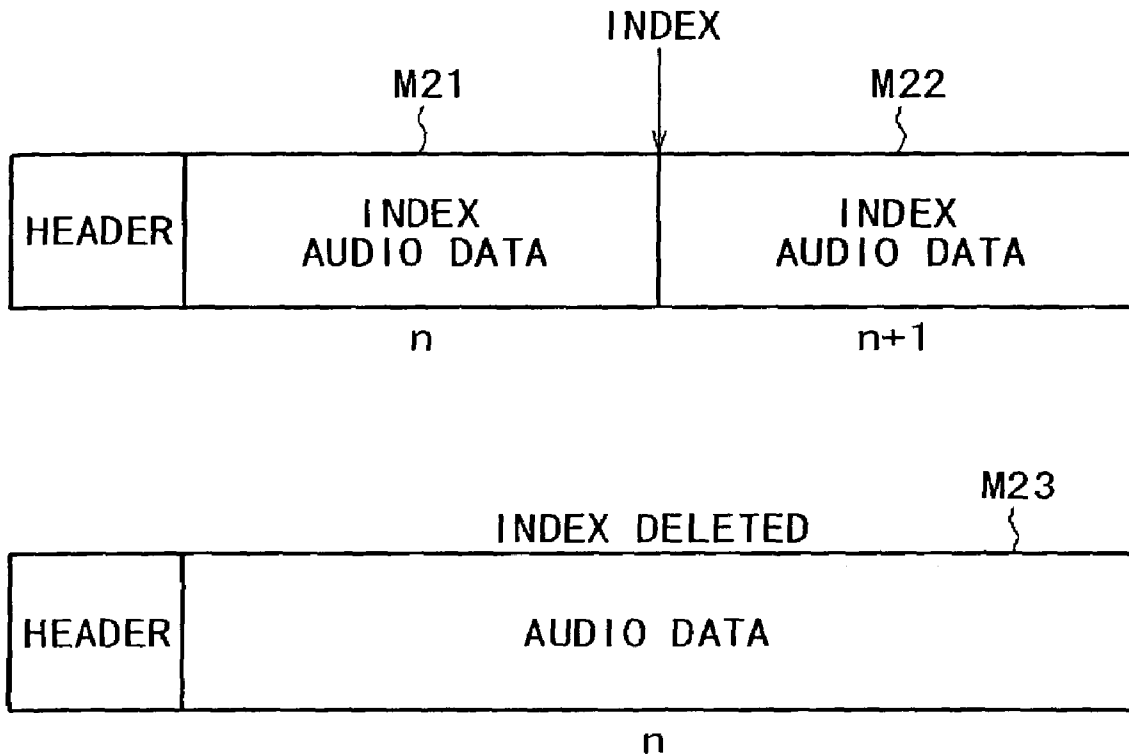 INDEX
M21
M22
HEADER
INDEX
AUDIO DATA
INDEX
AUDIO DATA
n
n+1
M23
INDEX DELETED
HEADER
AUDIO DATA
n